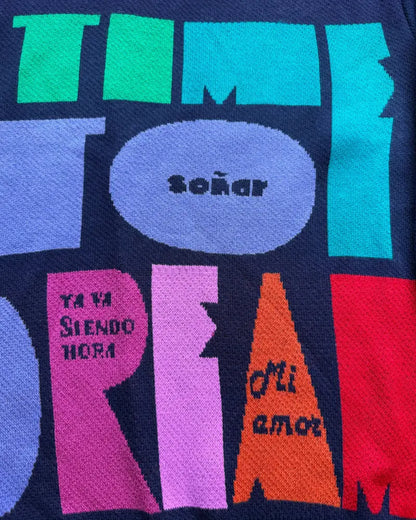 TIME
TO
soñar
DREAM
YA VA
SIENDO
HORA
Mi
amor